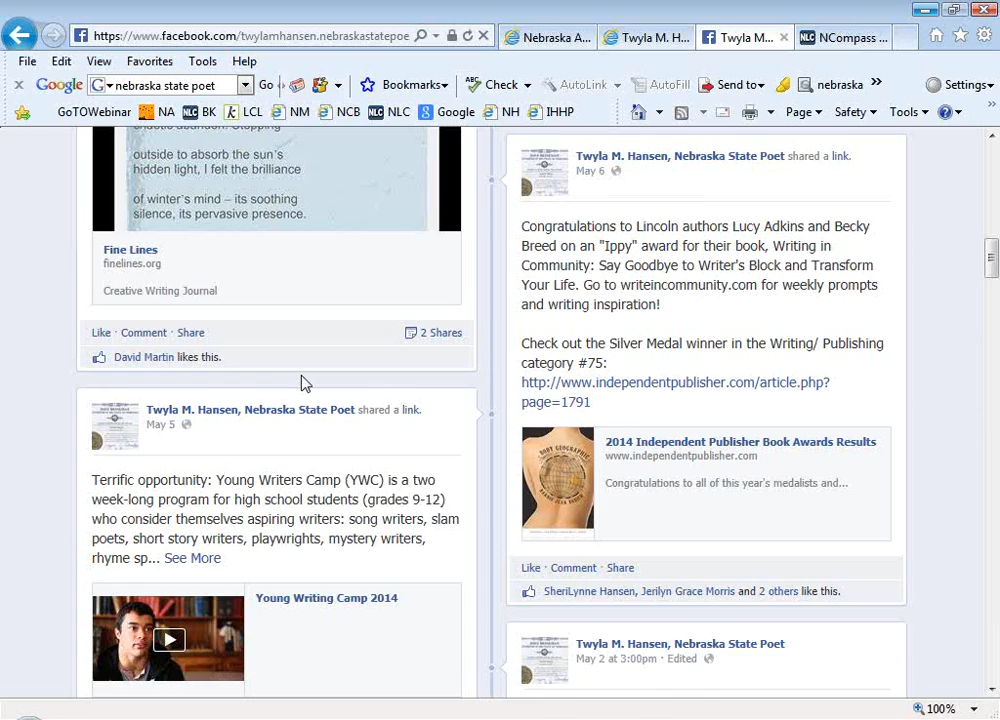 https://www.facebook.com/twylamhansen.nebraskastatepoe
Nebraska A...
Twyla M. H...
Twyla M...
NCompass ...
File Edit View Favorites Tools Help
Google nebraska state poet Go Bookmarks Check AutoLink AutoFill Send to nebraska Settings
GoTOWebinar NA BK LCL NM NCB NLC Google NH IHHP Page Safety Tools
outside to absorb the sun's
hidden light, I felt the brilliance
of winter's mind – its soothing
silence, its pervasive presence.
Fine Lines
finelines.org
Creative Writing Journal
Like · Comment · Share 2 Shares
David Martin likes this.
Twyla M. Hansen, Nebraska State Poet shared a link.
May 5
Terrific opportunity: Young Writers Camp (YWC) is a two
week-long program for high school students (grades 9-12)
who consider themselves aspiring writers: song writers, slam
poets, short story writers, playwrights, mystery writers,
rhyme sp... See More
Young Writing Camp 2014
Twyla M. Hansen, Nebraska State Poet shared a link.
May 6
Congratulations to Lincoln authors Lucy Adkins and Becky
Breed on an "Ippy" award for their book, Writing in
Community: Say Goodbye to Writer's Block and Transform
Your Life. Go to writeincommunity.com for weekly prompts
and writing inspiration!
Check out the Silver Medal winner in the Writing/ Publishing
category #75:
http://www.independentpublisher.com/article.php?
page=1791
BODY GEOGRAPHIC
2014 Independent Publisher Book Awards Results
www.independentpublisher.com
Congratulations to all of this year's medalists and...
Like · Comment · Share
SheriLynne Hansen, Jerilyn Grace Morris and 2 others like this.
Twyla M. Hansen, Nebraska State Poet
May 2 at 3:00pm · Edited
100%